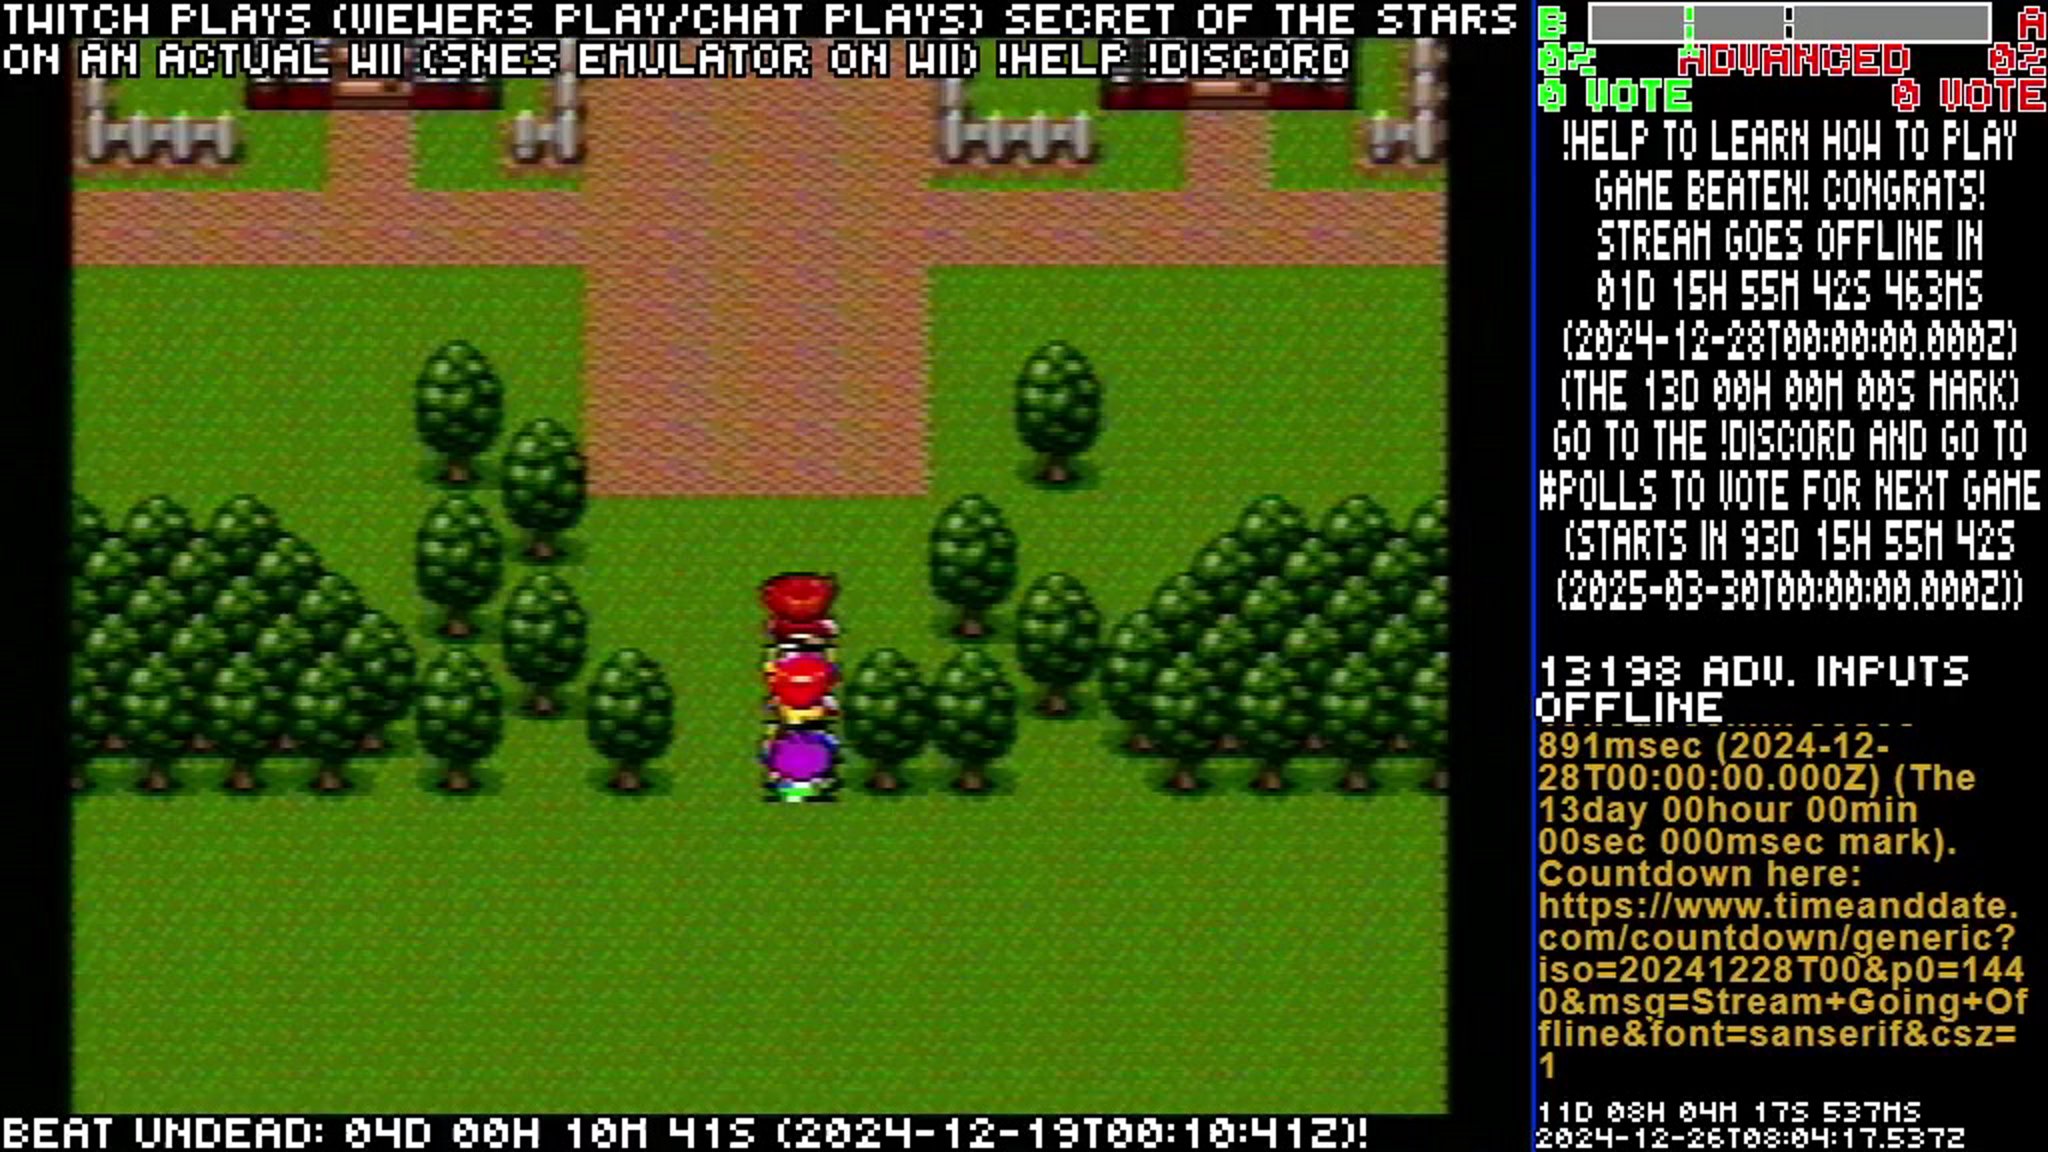 TWITCH PLAYS (VIEWERS PLAY/CHAT PLAYS) SECRET OF THE STARS
ON AN ACTUAL WII (SNES EMULATOR ON WII) !HELP !DISCORD
B A
0% ADVANCED 0%
0 VOTE 0 VOTE
!HELP TO LEARN HOW TO PLAY
GAME BEATEN! CONGRATS!
STREAM GOES OFFLINE IN
01D 15H 55M 42S 463MS
(2024-12-28T00:00:00.000Z)
(THE 13D 00H 00M 00S MARK)
GO TO THE !DISCORD AND GO TO
#POLLS TO VOTE FOR NEXT GAME
(STARTS IN 93D 15H 55M 42S
(2025-03-30T00:00:00.000Z))
13198 ADV. INPUTS
OFFLINE
891msec (2024-12-
28T00:00:00.000Z) (The
13day 00hour 00min
00sec 000msec mark).
Countdown here:
https://www.timeanddate.
com/countdown/generic?
iso=20241228T00&p0=144
0&msg=Stream+Going+Of
fline&font=sanserif&csz=
1
11D 08H 04M 17S 537MS
2024-12-26T08:04:17.537Z
BEAT UNDEAD: 04D 00H 10M 41S (2024-12-19T00:10:41Z)!